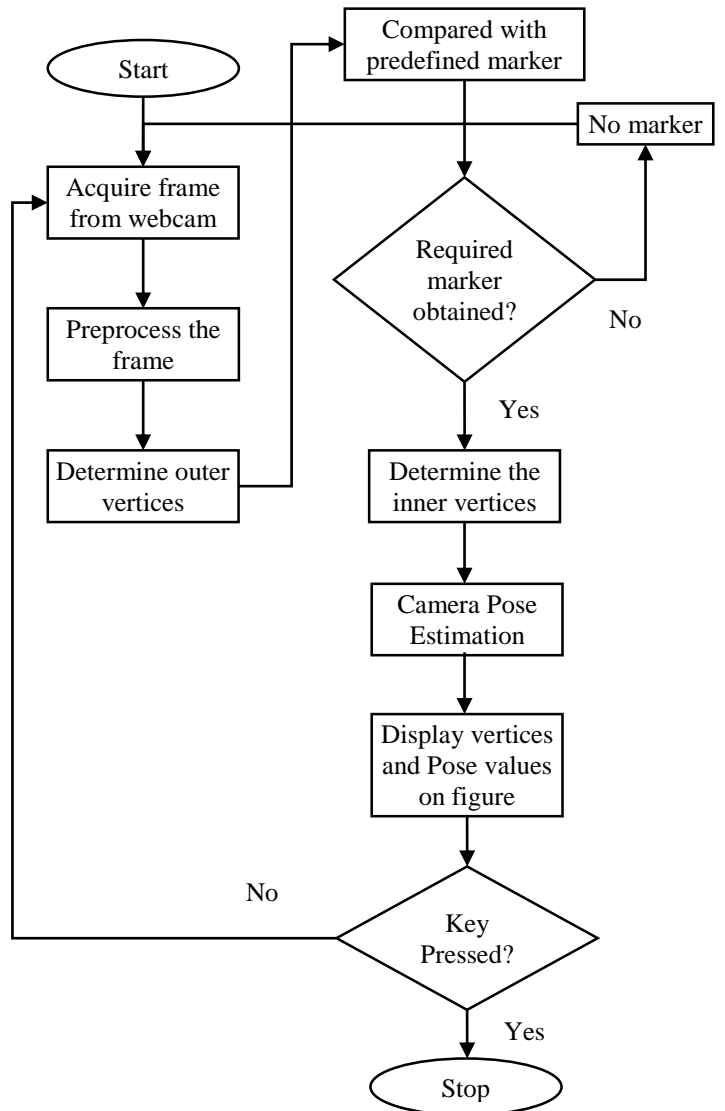 Start
Acquire frame
from webcam
Preprocess the
frame
Determine outer
vertices
Compared with
predefined marker
No marker
Required
marker
obtained?
No
Yes
Determine the
inner vertices
Camera Pose
Estimation
Display vertices
and Pose values
on figure
Key
Pressed?
No
Yes
Stop